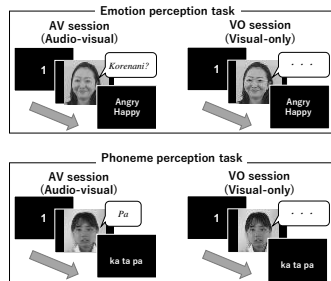 Emotion perception task
AV session
(Audio-visual)
VO session
(Visual-only)
1
Korenani?
Angry
Happy
1
. . .
Angry
Happy
Phoneme perception task
AV session
(Audio-visual)
VO session
(Visual-only)
1
Pa
ka ta pa
1
. . .
ka ta pa